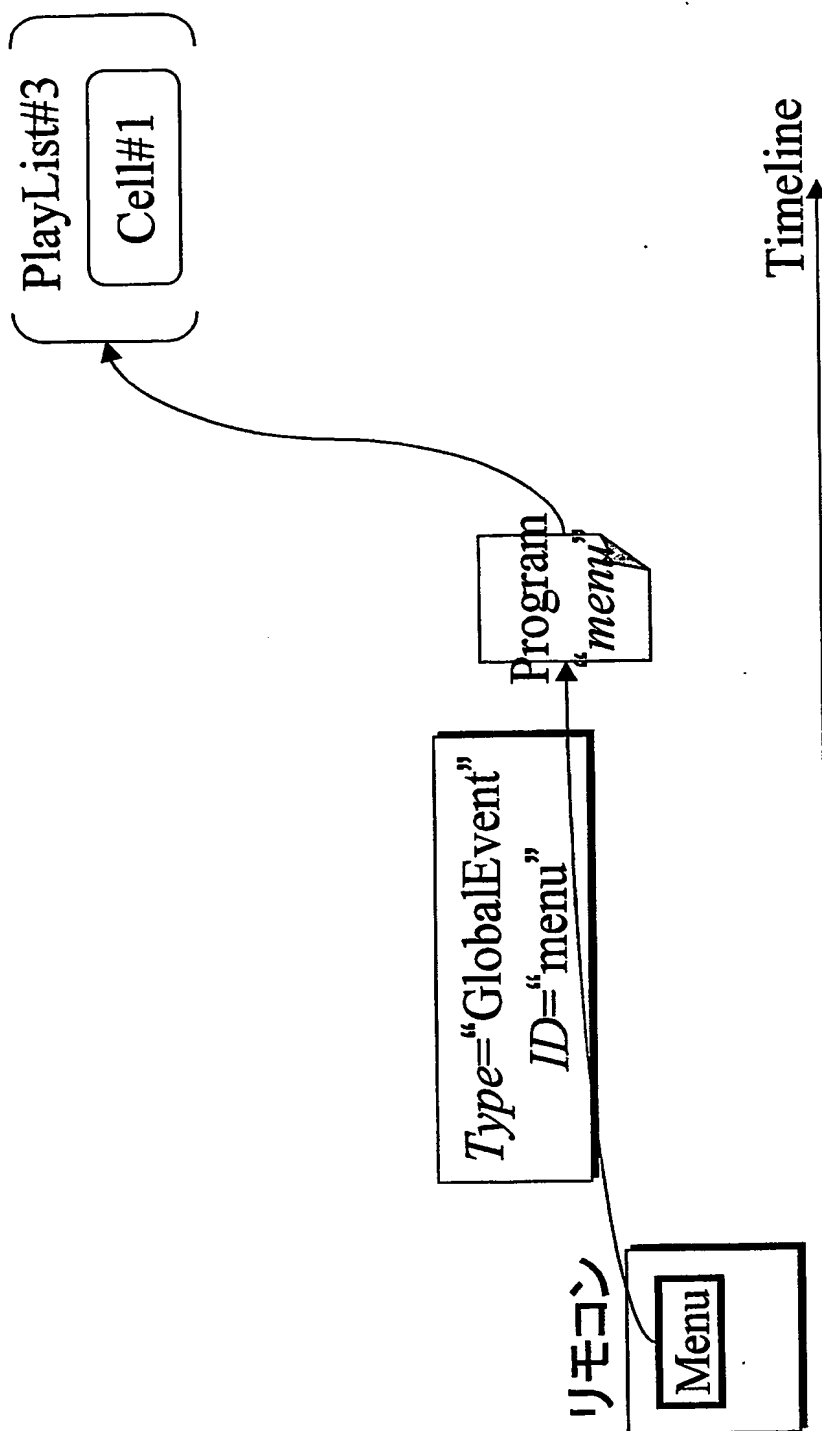 リモコン
Menu
Type=“GlobalEvent”
ID=“menu”
Program
“menu”
PlayList#3
Cell#1
Timeline